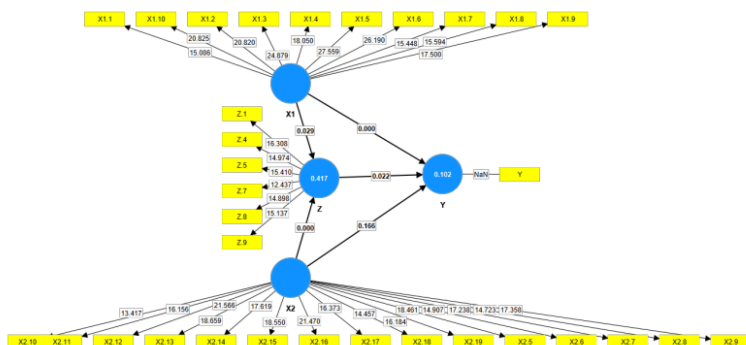 X1.1 X1.10 X1.2 X1.3 X1.4 X1.5 X1.6 X1.7 X1.8 X1.9
15.886 20.825 20.820 24.879 18.050 27.559 26.190 15.448 15.594 17.500
X1
0.029 0.000
Z.1 16.308
Z.4 14.974
Z.5 15.410
Z.7 12.437
Z.8 14.898
Z.9 15.137
0.417
Z
0.022
0.102
Y
NaN
Y
0.000 0.166
X2
13.417 16.156 21.566 18.659 17.619 18.550 21.470 16.373 14.457 16.184 18.461 14.907 17.238 14.723 17.358
X2.10 X2.11 X2.12 X2.13 X2.14 X2.15 X2.16 X2.17 X2.18 X2.19 X2.5 X2.6 X2.7 X2.8 X2.9